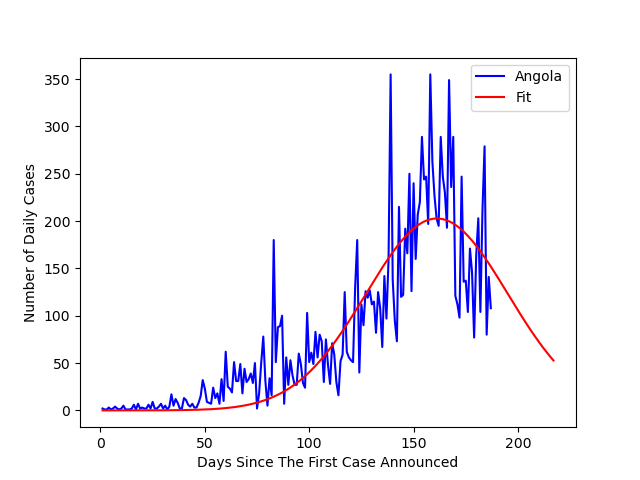 Angola
Fit
350
300
250
200
150
100
50
0
Number of Daily Cases
0 50 100 150 200
Days Since The First Case Announced